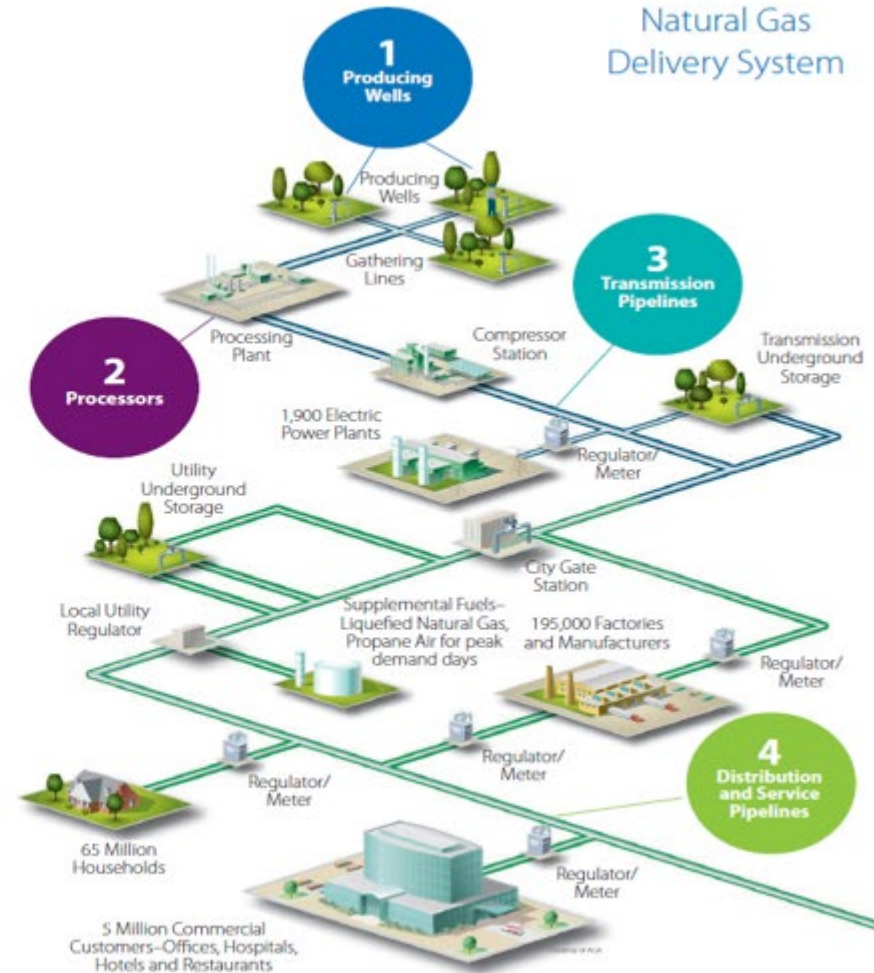 Natural Gas
Delivery System
1
Producing
Wells
Producing
Wells
Gathering
Lines
3
Transmission
Pipelines
Processing
Plant
Compressor
Station
Transmission
Underground
Storage
2
Processors
1,900 Electric
Power Plants
Regulator/
Meter
Utility
Underground
Storage
City Gate
Station
Local Utility
Regulator
Supplemental Fuels–
Liquefied Natural Gas,
Propane Air for peak
demand days
195,000 Factories
and Manufacturers
Regulator/
Meter
Regulator/
Meter
Regulator/
Meter
4
Distribution
and Service
Pipelines
65 Million
Households
Regulator/
Meter
5 Million Commercial
Customers–Offices, Hospitals,
Hotels and Restaurants